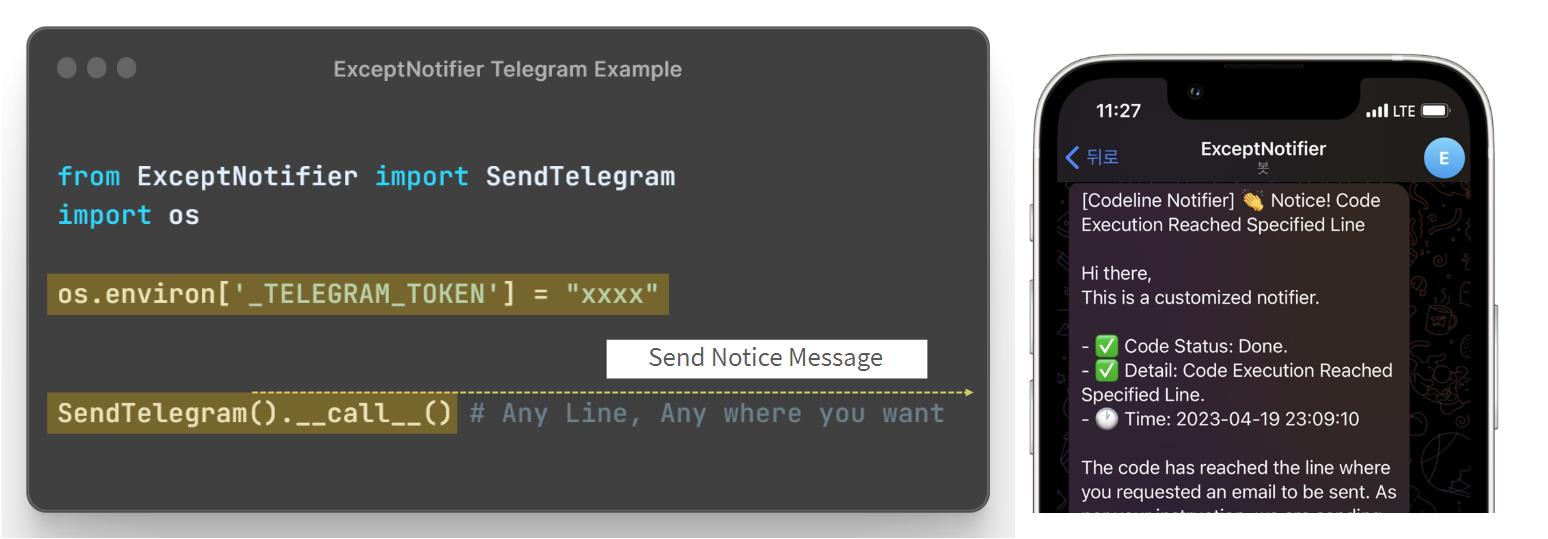 ExceptNotifier Telegram Example
from ExceptNotifier import SendTelegram
import os
os.environ['_TELEGRAM_TOKEN'] = "xxxx"
Send Notice Message
SendTelegram().__call__() # Any Line, Any where you want
11:27
LTE
뒤로
ExceptNotifier
봇
E
[Codeline Notifier] 👏 Notice! Code
Execution Reached Specified Line
Hi there,
This is a customized notifier.
- ✅ Code Status: Done.
- ✅ Detail: Code Execution Reached
Specified Line.
- 🕐 Time: 2023-04-19 23:09:10
The code has reached the line where
you requested an email to be sent. As